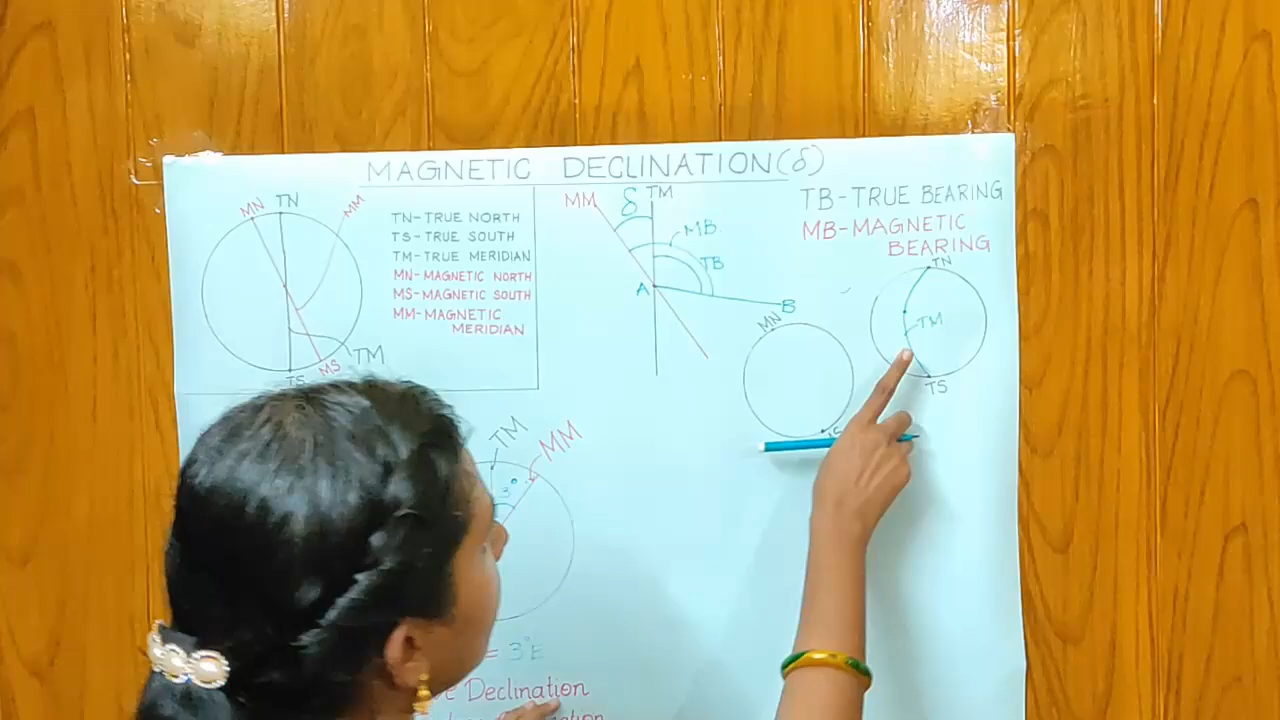 MAGNETIC DECLINATION(δ)
MN TN MM
TM
TS
MS
TN-TRUE NORTH
TS-TRUE SOUTH
TM-TRUE MERIDIAN
MN-MAGNETIC NORTH
MS-MAGNETIC SOUTH
MM-MAGNETIC
MERIDIAN
MM δ TM
MB
TB
A
B
TB-TRUE BEARING
MB-MAGNETIC
BEARING
TN
TM
TS
MN
TM
MM
3°
= 3°E
Declination